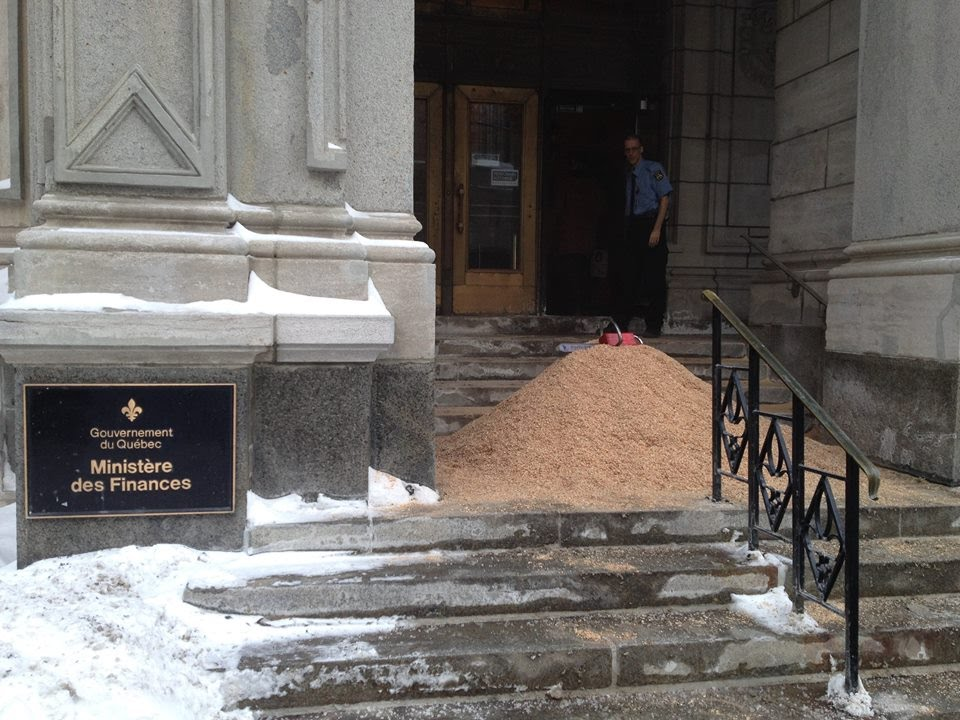 Gouvernement
du Québec
Ministère
des Finances